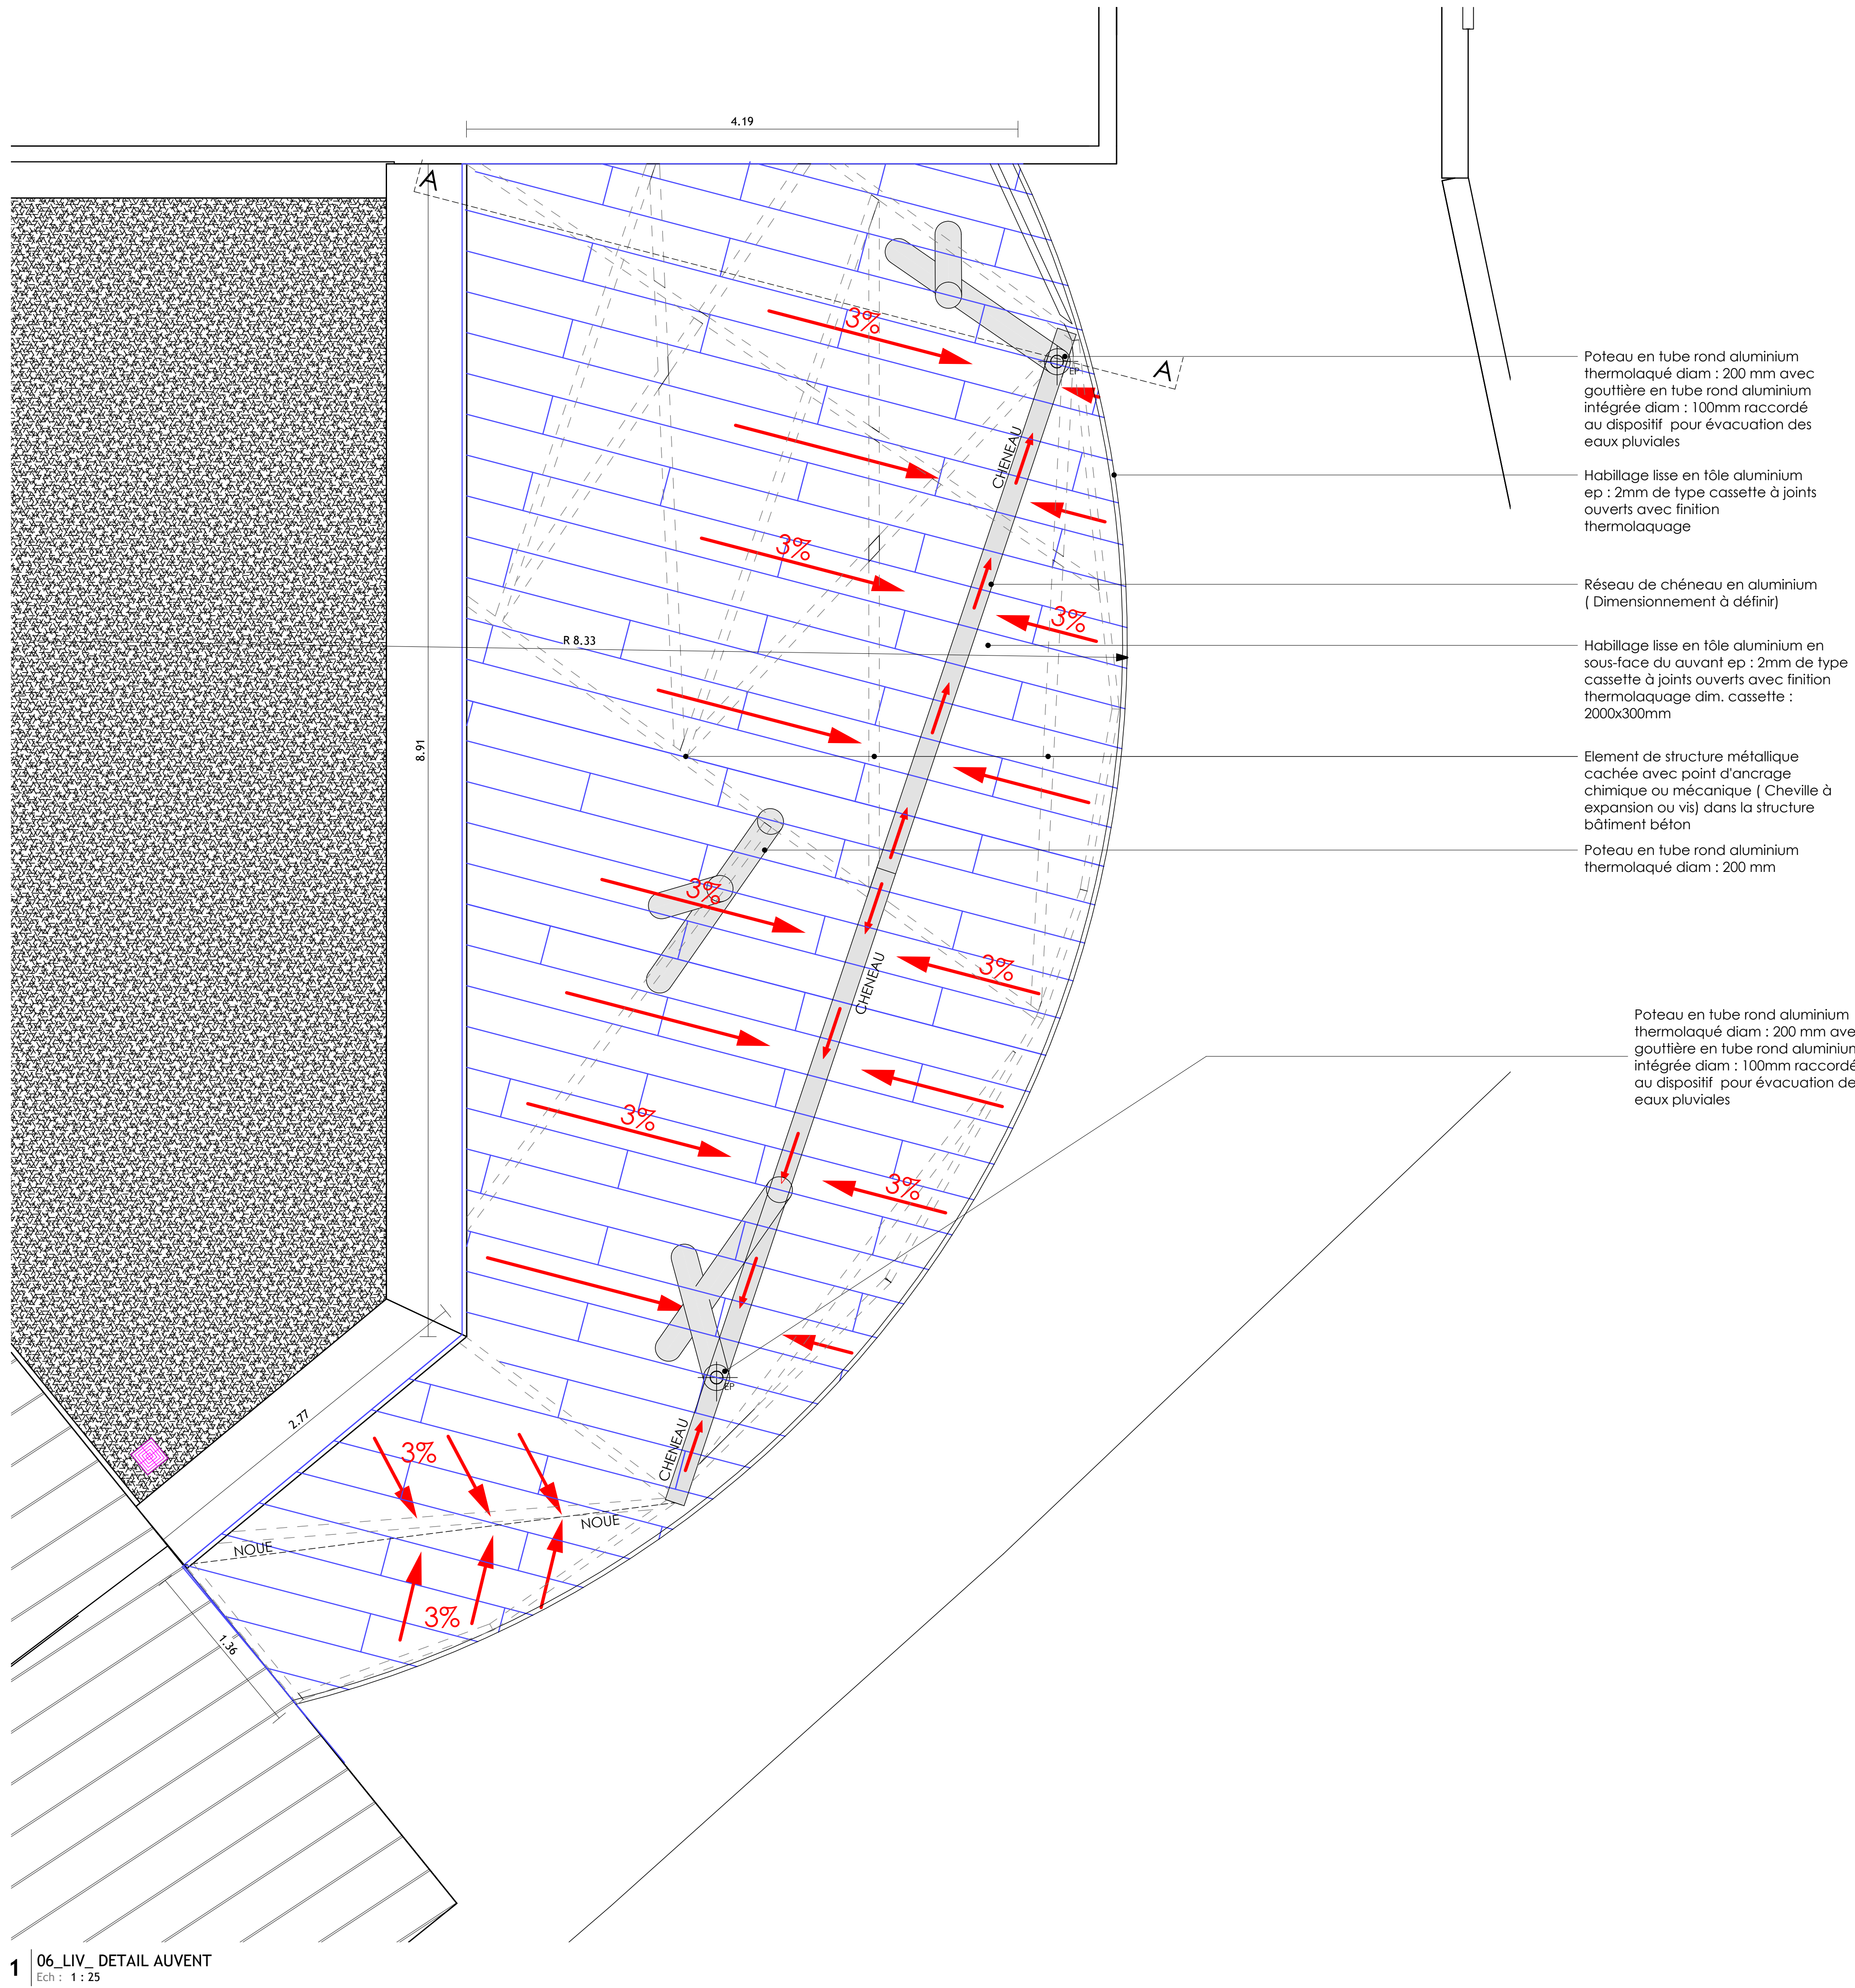 4.19
A
3%
EP
A
Poteau en tube rond aluminium
thermolaqué diam : 200 mm avec
gouttière en tube rond aluminium
intégrée diam : 100mm raccordé
au dispositif  pour évacuation des
eaux pluviales
CHENEAU
Habillage lisse en tôle aluminium
ep : 2mm de type cassette à joints
ouverts avec finition
thermolaquage
3%
Réseau de chéneau en aluminium
( Dimensionnement à définir)
3%
R 8.33
Habillage lisse en tôle aluminium en
sous-face du auvant ep : 2mm de type
cassette à joints ouverts avec finition
thermolaquage dim. cassette :
2000x300mm
8.91
Element de structure métallique
cachée avec point d'ancrage
chimique ou mécanique ( Cheville à
expansion ou vis) dans la structure
bâtiment béton
Poteau en tube rond aluminium
thermolaqué diam : 200 mm
3%
3%
CHENEAU
Poteau en tube rond aluminium
thermolaqué diam : 200 mm ave
gouttière en tube rond aluminium
intégrée diam : 100mm raccordé
au dispositif  pour évacuation de
eaux pluviales
3%
3%
EP
2.77
3%
CHENEAU
NOUE
NOUE
3%
1.36
1
06_LIV_ DETAIL AUVENT
Ech :  1 : 25